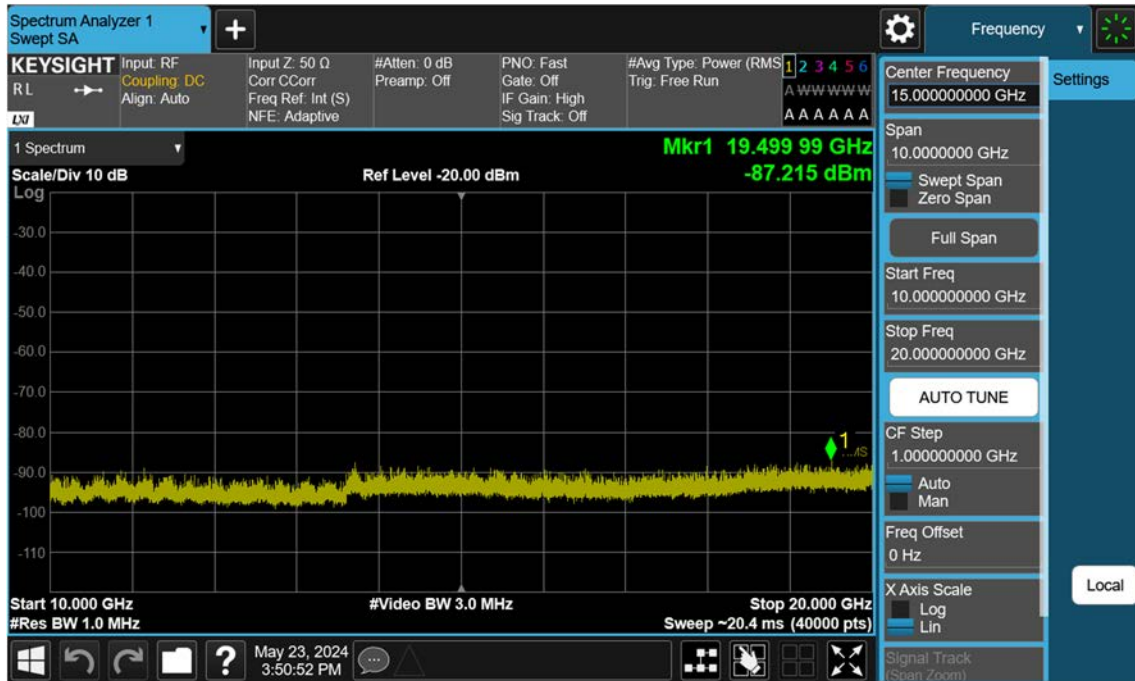 Spectrum Analyzer 1
Swept SA
+
Frequency
KEYSIGHT
RL
LXI
Input: RF
Coupling: DC
Align: Auto
Input Z: 50 Ω
Corr CCorr
Freq Ref: Int (S)
NFE: Adaptive
#Atten: 0 dB
Preamp: Off
PNO: Fast
Gate: Off
IF Gain: High
Sig Track: Off
#Avg Type: Power (RMS
Trig: Free Run
1 2 3 4 5 6
A W W W W W
A A A A A A
1 Spectrum
Mkr1 19.499 99 GHz
-87.215 dBm
Scale/Div 10 dB
Ref Level -20.00 dBm
Log
-30.0
-40.0
-50.0
-60.0
-70.0
-80.0
-90.0
-100
-110
1
Start 10.000 GHz
#Video BW 3.0 MHz
Stop 20.000 GHz
#Res BW 1.0 MHz
Sweep ~20.4 ms (40000 pts)
Center Frequency
15.000000000 GHz
Span
10.0000000 GHz
Swept Span
Zero Span
Full Span
Start Freq
10.000000000 GHz
Stop Freq
20.000000000 GHz
AUTO TUNE
CF Step
1.000000000 GHz
Auto
Man
Freq Offset
0 Hz
X Axis Scale
Log
Lin
Signal Track
(Span Zoom)
Settings
Local
?
May 23, 2024
3:50:52 PM